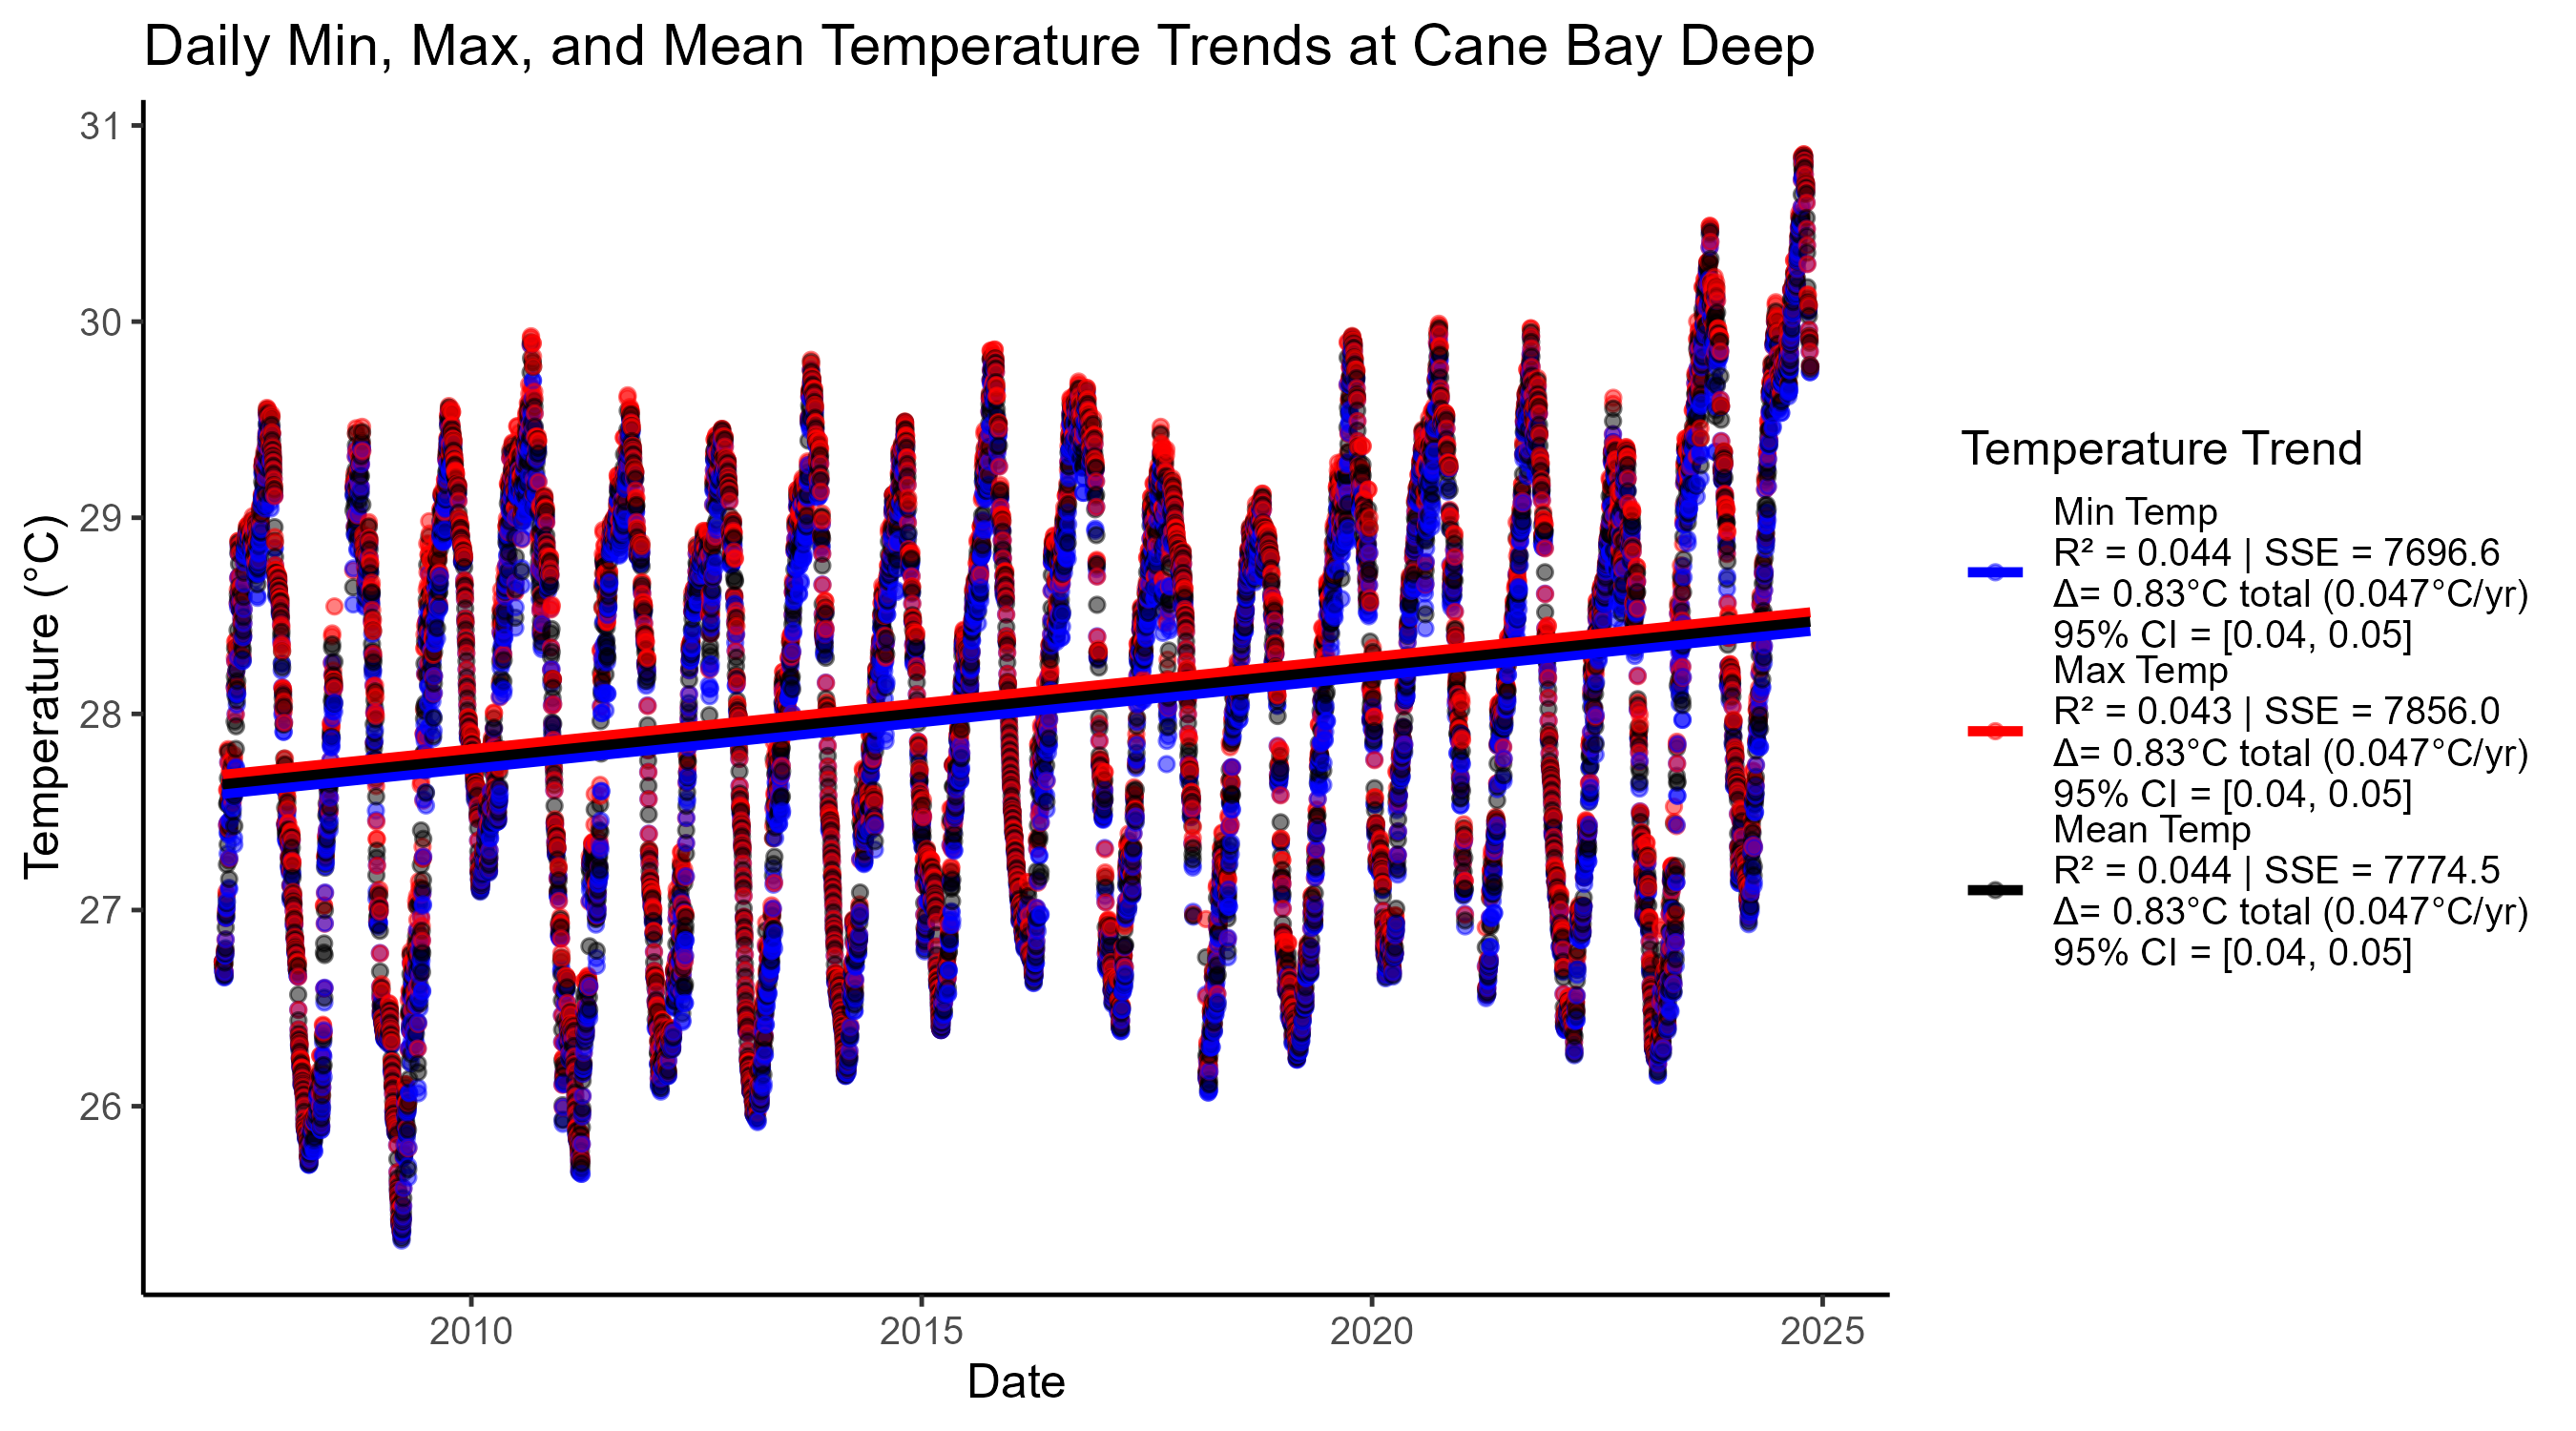 Daily Min, Max, and Mean Temperature Trends at Cane Bay Deep
31
30
29
28
27
26
Temperature (°C)
2010
2015
2020
2025
Date
Temperature Trend
Min Temp
R² = 0.044 | SSE = 7696.6
Δ= 0.83°C total (0.047°C/yr)
95% CI = [0.04, 0.05]
Max Temp
R² = 0.043 | SSE = 7856.0
Δ= 0.83°C total (0.047°C/yr)
95% CI = [0.04, 0.05]
Mean Temp
R² = 0.044 | SSE = 7774.5
Δ= 0.83°C total (0.047°C/yr)
95% CI = [0.04, 0.05]